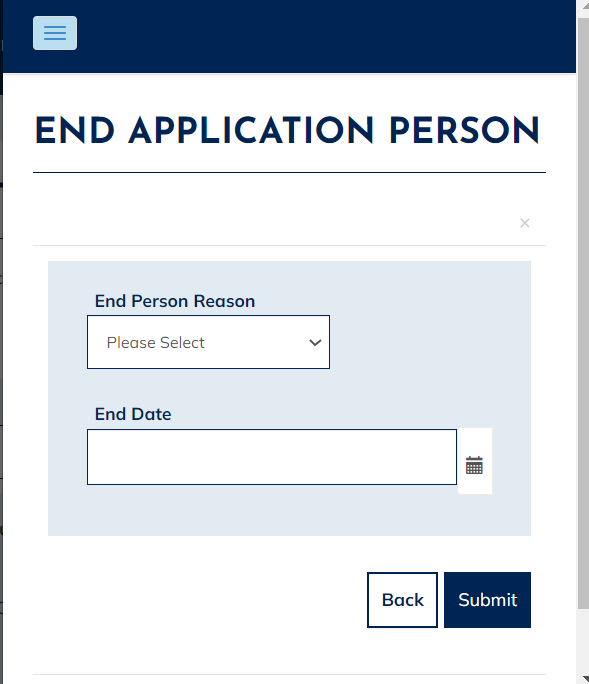 END APPLICATION PERSON
×
End Person Reason
Please Select
End Date
Back Submit